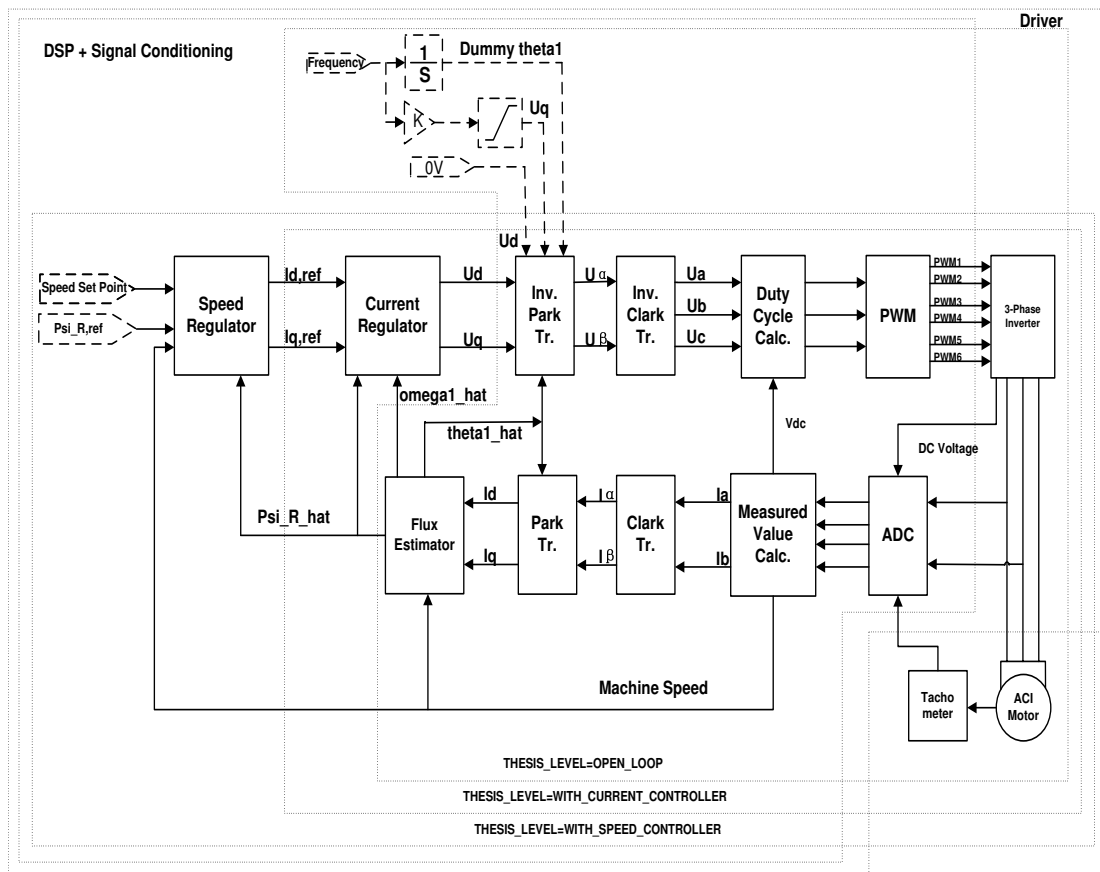 Driver
DSP + Signal Conditioning
Frequency
1
S
Dummy theta1
K
Uq
0V
Ud
Speed Set Point
Psi_R,ref
Speed
Regulator
Id,ref
Iq,ref
Current
Regulator
Ud
Uq
Inv.
Park
Tr.
U α
U β
Inv.
Clark
Tr.
Ua
Ub
Uc
Duty
Cycle
Calc.
PWM
PWM1
PWM2
PWM3
PWM4
PWM5
PWM6
3-Phase
Inverter
omega1_hat
theta1_hat
Vdc
DC Voltage
Psi_R_hat
Flux
Estimator
Id
Iq
Park
Tr.
I α
I β
Clark
Tr.
Ia
Ib
Measured
Value
Calc.
ADC
Machine Speed
Tacho
meter
ACI
Motor
THESIS_LEVEL=OPEN_LOOP
THESIS_LEVEL=WITH_CURRENT_CONTROLLER
THESIS_LEVEL=WITH_SPEED_CONTROLLER